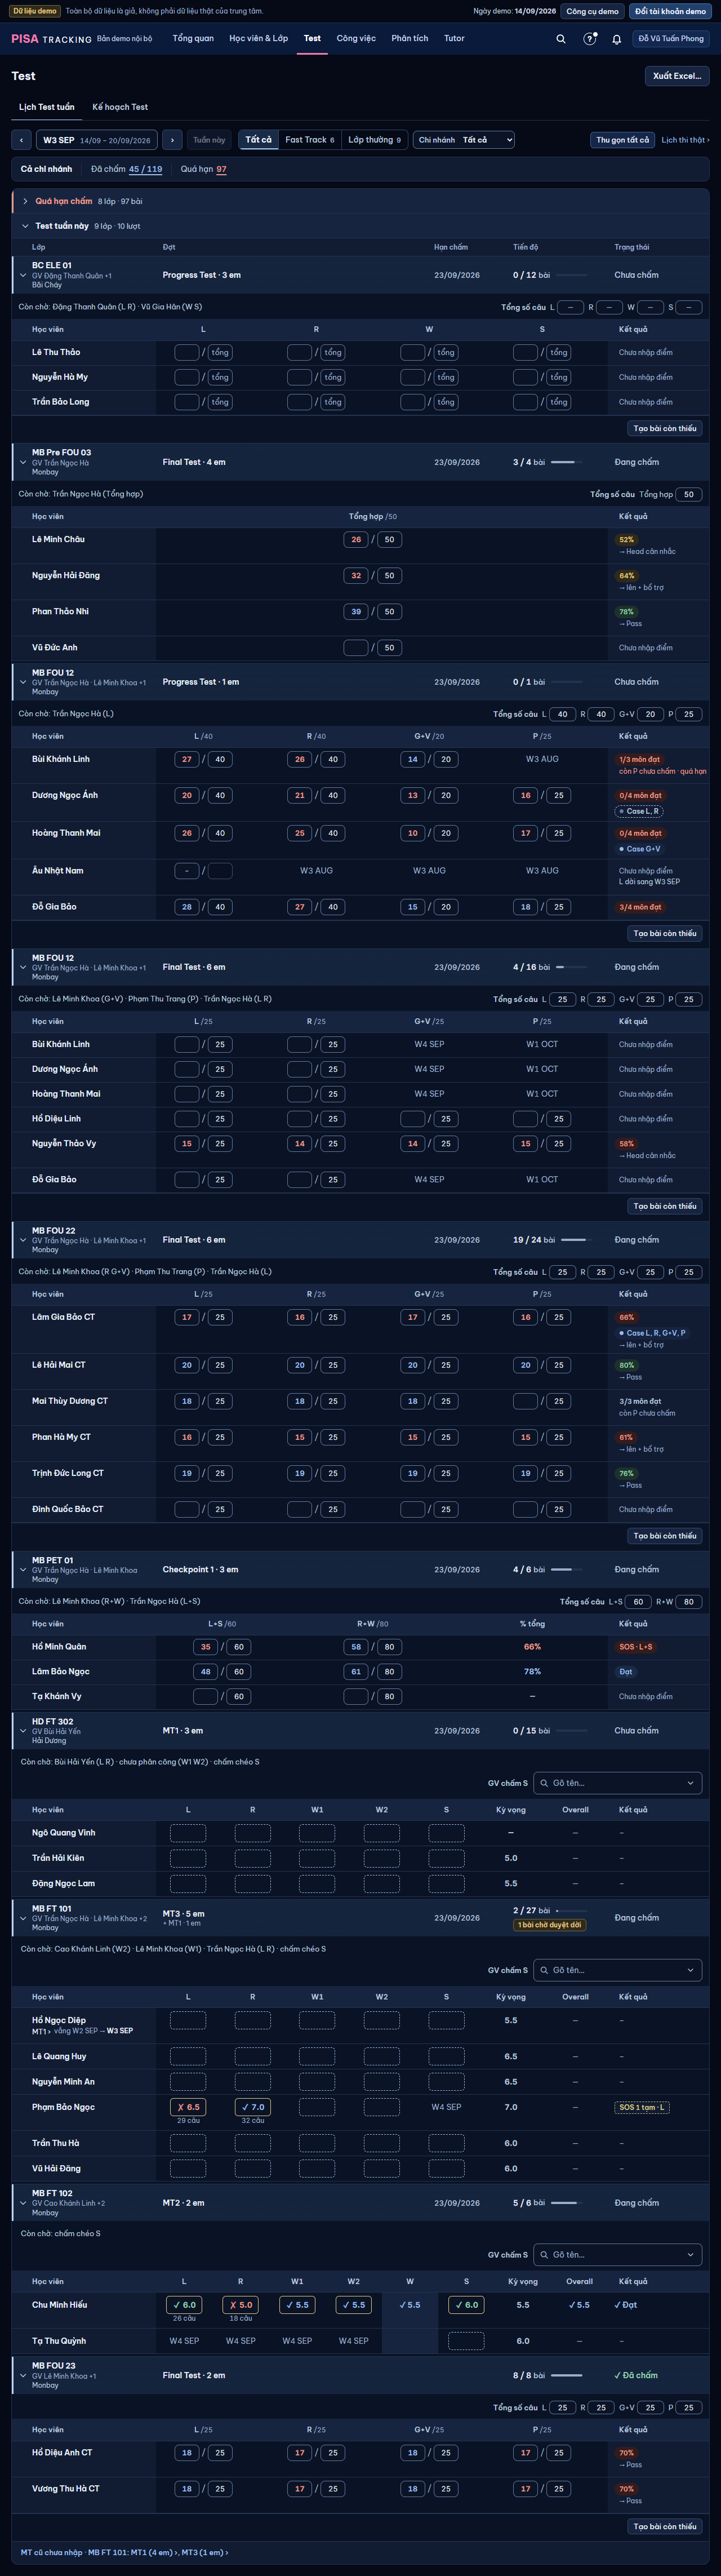 Dữ liệu demo Toàn bộ dữ liệu là giả, không phải dữ liệu thật của trung tâm. Ngày demo: 14/09/2026 Công cụ demo Đổi tài khoản demo
PISA TRACKING Bản demo nội bộ Tổng quan Học viên & Lớp Test Công việc Phân tích Tutor ? Đỗ Vũ Tuấn Phong
Test Xuất Excel...
Lịch Test tuần Kế hoạch Test
‹ W3 SEP 14/09 – 20/09/2026 › Tuần này Tất cả Fast Track 6 Lớp thường 9 Chi nhánh Tất cả Thu gọn tất cả Lịch thi thật ›
Cả chi nhánh Đã chấm 45 / 119 Quá hạn 97
Quá hạn chấm 8 lớp · 97 bài
Test tuần này 9 lớp · 10 lượt
Lớp Đợt Hạn chấm Tiến độ Trạng thái
BC ELE 01
GV Đặng Thanh Quân +1
Bãi Cháy
Progress Test · 3 em 23/09/2026 0 / 12 bài Chưa chấm
Còn chờ: Đặng Thanh Quân (L R) · Vũ Gia Hân (W S) Tổng số câu L — R — W — S —
Học viên L R W S Kết quả
Lê Thu Thảo / tổng / tổng / tổng / tổng Chưa nhập điểm
Nguyễn Hà My / tổng / tổng / tổng / tổng Chưa nhập điểm
Trần Bảo Long / tổng / tổng / tổng / tổng Chưa nhập điểm
Tạo bài còn thiếu
MB Pre FOU 03
GV Trần Ngọc Hà
Monbay
Final Test · 4 em 23/09/2026 3 / 4 bài Đang chấm
Còn chờ: Trần Ngọc Hà (Tổng hợp) Tổng số câu Tổng hợp 50
Học viên Tổng hợp /50 Kết quả
Lê Minh Châu 26 / 50 52%
→ Head cân nhắc
Nguyễn Hải Đăng 32 / 50 64%
→ lên + bổ trợ
Phan Thảo Nhi 39 / 50 78%
→ Pass
Vũ Đức Anh / 50 Chưa nhập điểm
MB FOU 12
GV Trần Ngọc Hà · Lê Minh Khoa +1
Monbay
Progress Test · 1 em 23/09/2026 0 / 1 bài Chưa chấm
Còn chờ: Trần Ngọc Hà (L) Tổng số câu L 40 R 40 G+V 20 P 25
Học viên L /40 R /40 G+V /20 P /25 Kết quả
Bùi Khánh Linh 27 / 40 26 / 40 14 / 20 W3 AUG 1/3 môn đạt
còn P chưa chấm · quá hạn
Dương Ngọc Ánh 20 / 40 21 / 40 13 / 20 16 / 25 0/4 môn đạt
Case L, R
Hoàng Thanh Mai 26 / 40 25 / 40 10 / 20 17 / 25 0/4 môn đạt
Case G+V
Âu Nhật Nam - / W3 AUG W3 AUG W3 AUG Chưa nhập điểm
L dời sang W3 SEP
Đỗ Gia Bảo 28 / 40 27 / 40 15 / 20 18 / 25 3/4 môn đạt
Tạo bài còn thiếu
MB FOU 12
GV Trần Ngọc Hà · Lê Minh Khoa +1
Monbay
Final Test · 6 em 23/09/2026 4 / 16 bài Đang chấm
Còn chờ: Lê Minh Khoa (G+V) · Phạm Thu Trang (P) · Trần Ngọc Hà (L R) Tổng số câu L 25 R 25 G+V 25 P 25
Học viên L /25 R /25 G+V /25 P /25 Kết quả
Bùi Khánh Linh / 25 / 25 W4 SEP W1 OCT Chưa nhập điểm
Dương Ngọc Ánh / 25 / 25 W4 SEP W1 OCT Chưa nhập điểm
Hoàng Thanh Mai / 25 / 25 W4 SEP W1 OCT Chưa nhập điểm
Hồ Diệu Linh / 25 / 25 / 25 / 25 Chưa nhập điểm
Nguyễn Thảo Vy 15 / 25 14 / 25 14 / 25 15 / 25 58%
→ Head cân nhắc
Đỗ Gia Bảo / 25 / 25 W4 SEP W1 OCT Chưa nhập điểm
Tạo bài còn thiếu
MB FOU 22
GV Trần Ngọc Hà · Lê Minh Khoa +1
Monbay
Final Test · 6 em 23/09/2026 19 / 24 bài Đang chấm
Còn chờ: Lê Minh Khoa (R G+V) · Phạm Thu Trang (P) · Trần Ngọc Hà (L) Tổng số câu L 25 R 25 G+V 25 P 25
Học viên L /25 R /25 G+V /25 P /25 Kết quả
Lâm Gia Bảo CT 17 / 25 16 / 25 17 / 25 16 / 25 66%
Case L, R, G+V, P
→ lên + bổ trợ
Lê Hải Mai CT 20 / 25 20 / 25 20 / 25 20 / 25 80%
→ Pass
Mai Thùy Dương CT 18 / 25 18 / 25 18 / 25 / 25 3/3 môn đạt
còn P chưa chấm
Phan Hà My CT 16 / 25 15 / 25 15 / 25 15 / 25 61%
→ lên + bổ trợ
Trịnh Đức Long CT 19 / 25 19 / 25 19 / 25 19 / 25 76%
→ Pass
Đinh Quốc Bảo CT / 25 / 25 / 25 / 25 Chưa nhập điểm
Tạo bài còn thiếu
MB PET 01
GV Trần Ngọc Hà · Lê Minh Khoa
Monbay
Checkpoint 1 · 3 em 23/09/2026 4 / 6 bài Đang chấm
Còn chờ: Lê Minh Khoa (R+W) · Trần Ngọc Hà (L+S) Tổng số câu L+S 60 R+W 80
Học viên L+S /60 R+W /80 % tổng Kết quả
Hồ Minh Quân 35 / 60 58 / 80 66% SOS · L+S
Lâm Bảo Ngọc 48 / 60 61 / 80 78% Đạt
Tạ Khánh Vy / 60 / 80 — Chưa nhập điểm
HD FT 302
GV Bùi Hải Yến
Hải Dương
MT1 · 3 em 23/09/2026 0 / 15 bài Chưa chấm
Còn chờ: Bùi Hải Yến (L R) · chưa phân công (W1 W2) · chấm chéo S
GV chấm S Gõ tên...
Học viên L R W1 W2 S Kỳ vọng Overall Kết quả
Ngô Quang Vinh — — –
Trần Hải Kiên 5.0 — –
Đặng Ngọc Lam 5.5 — –
MB FT 101
GV Trần Ngọc Hà · Lê Minh Khoa +2
Monbay
MT3 · 5 em
+ MT1 · 1 em
23/09/2026 2 / 27 bài Đang chấm
1 bài chờ duyệt dời
Còn chờ: Cao Khánh Linh (W2) · Lê Minh Khoa (W1) · Trần Ngọc Hà (L R) · chấm chéo S
GV chấm S Gõ tên...
Học viên L R W1 W2 S Kỳ vọng Overall Kết quả
Hồ Ngọc Diệp 5.5 — –
MT1 › vắng W2 SEP → W3 SEP
Lê Quang Huy 6.5 — –
Nguyễn Minh An 6.5 — –
Phạm Bảo Ngọc ✗ 6.5 ✓ 7.0 W4 SEP 7.0 — SOS 1 tạm · L
29 câu 32 câu
Trần Thu Hà 6.0 — –
Vũ Hải Đăng 6.0 — –
MB FT 102
GV Cao Khánh Linh +2
Monbay
MT2 · 2 em 23/09/2026 5 / 6 bài Đang chấm
Còn chờ: chấm chéo S
GV chấm S Gõ tên...
Học viên L R W1 W2 W S Kỳ vọng Overall Kết quả
Chu Minh Hiếu ✓ 6.0 ✗ 5.0 ✓ 5.5 ✓ 5.5 ✓ 5.5 ✓ 6.0 5.5 ✓ 5.5 ✓ Đạt
26 câu 18 câu
Tạ Thu Quỳnh W4 SEP W4 SEP W4 SEP W4 SEP 6.0 — –
MB FOU 23
GV Lê Minh Khoa +1
Monbay
Final Test · 2 em 8 / 8 bài ✓ Đã chấm
Tổng số câu L 25 R 25 G+V 25 P 25
Học viên L /25 R /25 G+V /25 P /25 Kết quả
Hồ Diệu Anh CT 18 / 25 17 / 25 18 / 25 17 / 25 70%
→ Pass
Vương Thu Hà CT 18 / 25 17 / 25 18 / 25 17 / 25 70%
→ Pass
Tạo bài còn thiếu
MT cũ chưa nhập · MB FT 101: MT1 (4 em) ›, MT3 (1 em) ›